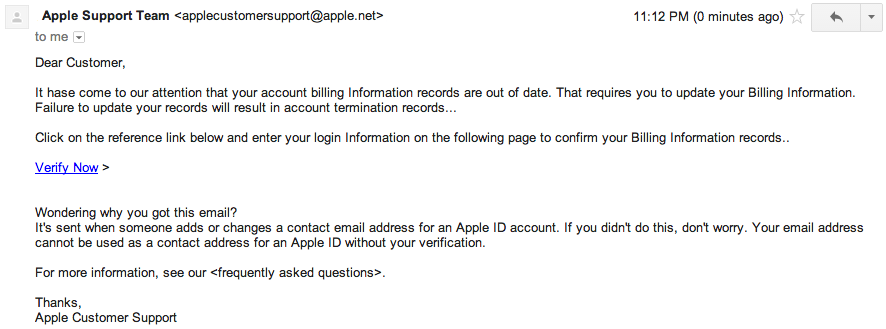 Apple Support Team <applecustomersupport@apple.net> 11:12 PM (0 minutes ago)
to me
Dear Customer,
It hase come to our attention that your account billing Information records are out of date. That requires you to update your Billing Information.
Failure to update your records will result in account termination records...
Click on the reference link below and enter your login Information on the following page to confirm your Billing Information records..
Verify Now >
Wondering why you got this email?
It's sent when someone adds or changes a contact email address for an Apple ID account. If you didn't do this, don't worry. Your email address
cannot be used as a contact address for an Apple ID without your verification.
For more information, see our <frequently asked questions>.
Thanks,
Apple Customer Support